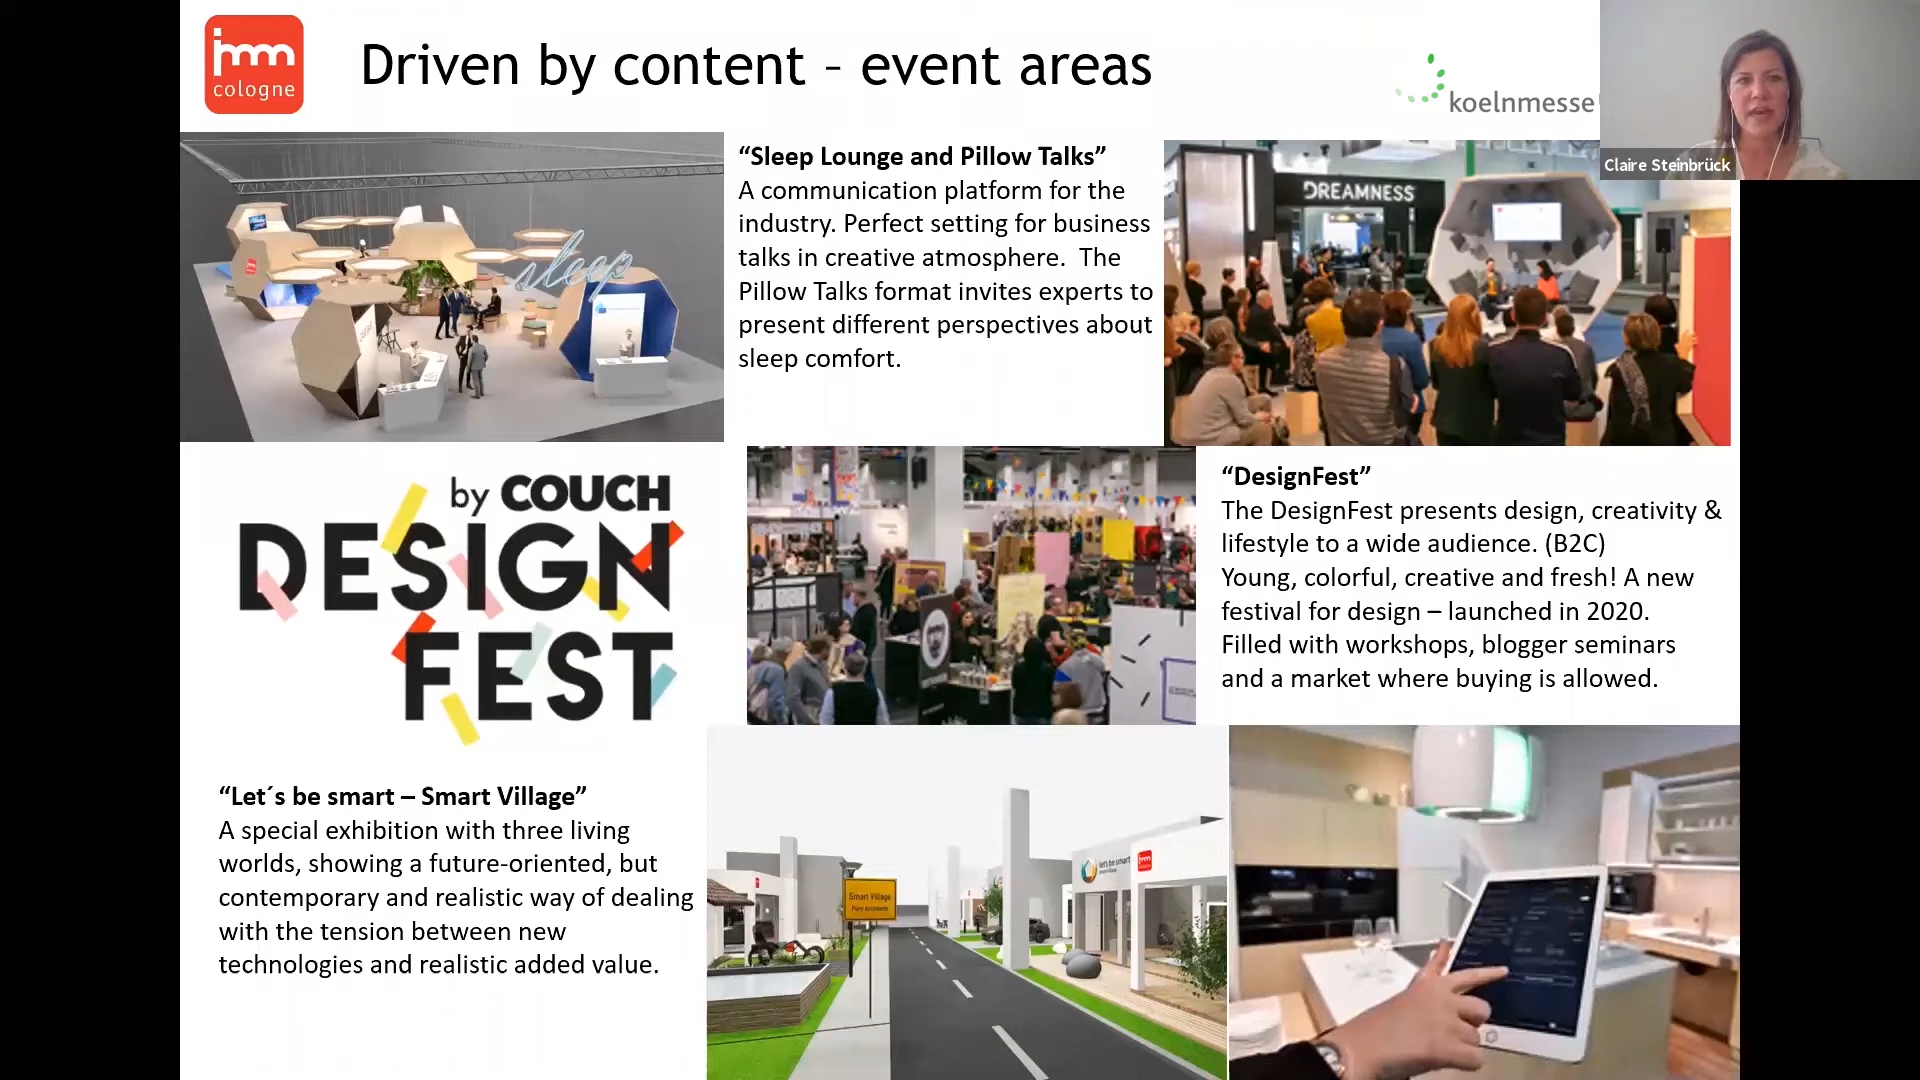 imm
cologne
Driven by content – event areas
koelnmesse
Claire Steinbrück
“Sleep Lounge and Pillow Talks”
A communication platform for the
industry. Perfect setting for business
talks in creative atmosphere.  The
Pillow Talks format invites experts to
present different perspectives about
sleep comfort.
sleep
DREAMNESS
by COUCH
DESIGN
FEST
“DesignFest”
The DesignFest presents design, creativity &
lifestyle to a wide audience. (B2C)
Young, colorful, creative and fresh! A new
festival for design – launched in 2020.
Filled with workshops, blogger seminars
and a market where buying is allowed.
“Let´s be smart – Smart Village”
A special exhibition with three living
worlds, showing a future-oriented, but
contemporary and realistic way of dealing
with the tension between new
technologies and realistic added value.
Smart Village
let's be smart